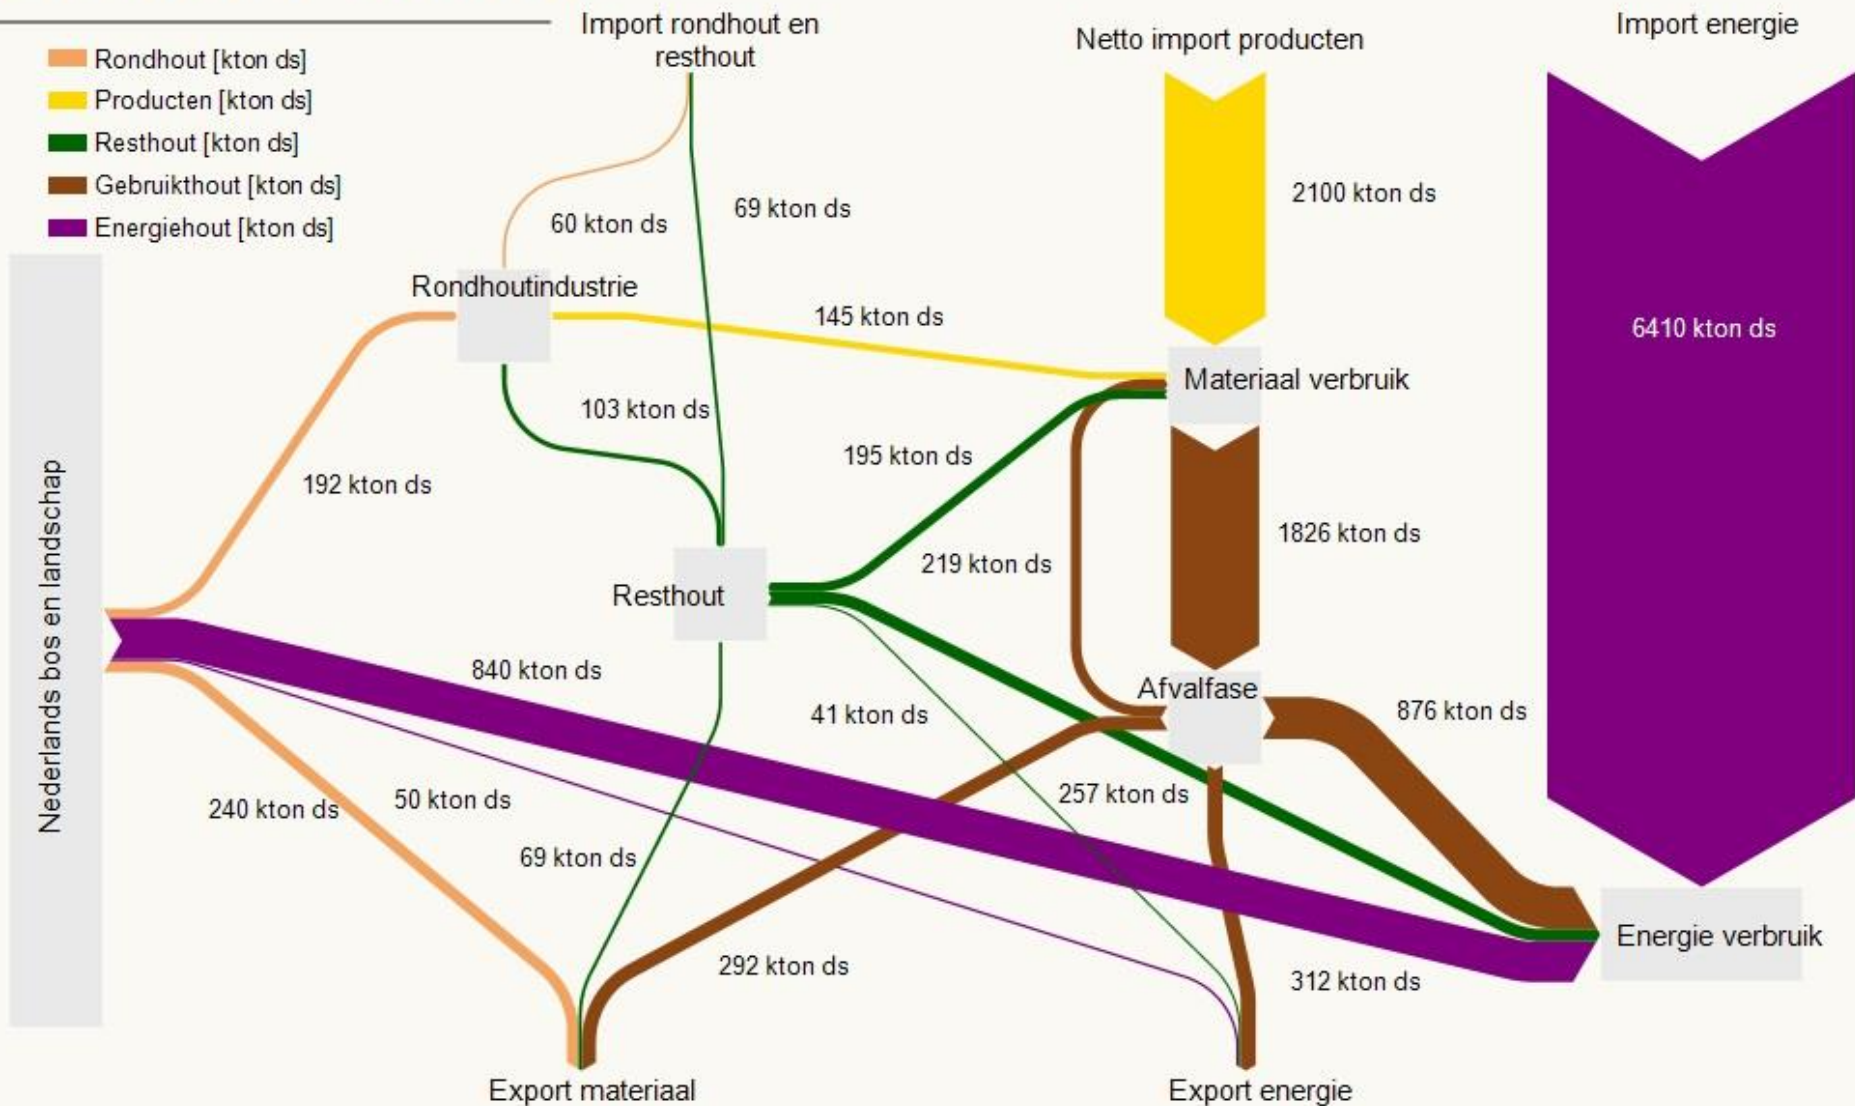 Import rondhout en
resthout
Netto import producten
Import energie
Rondhout [kton ds]
Producten [kton ds]
Resthout [kton ds]
Gebruikthout [kton ds]
Energiehout [kton ds]
60 kton ds
69 kton ds
2100 kton ds
Rondhoutindustrie
145 kton ds
6410 kton ds
Materiaal verbruik
103 kton ds
195 kton ds
192 kton ds
1826 kton ds
219 kton ds
Resthout
Nederlands bos en landschap
840 kton ds
Afvalfase
41 kton ds
876 kton ds
257 kton ds
50 kton ds
240 kton ds
69 kton ds
Energie verbruik
292 kton ds
312 kton ds
Export materiaal
Export energie